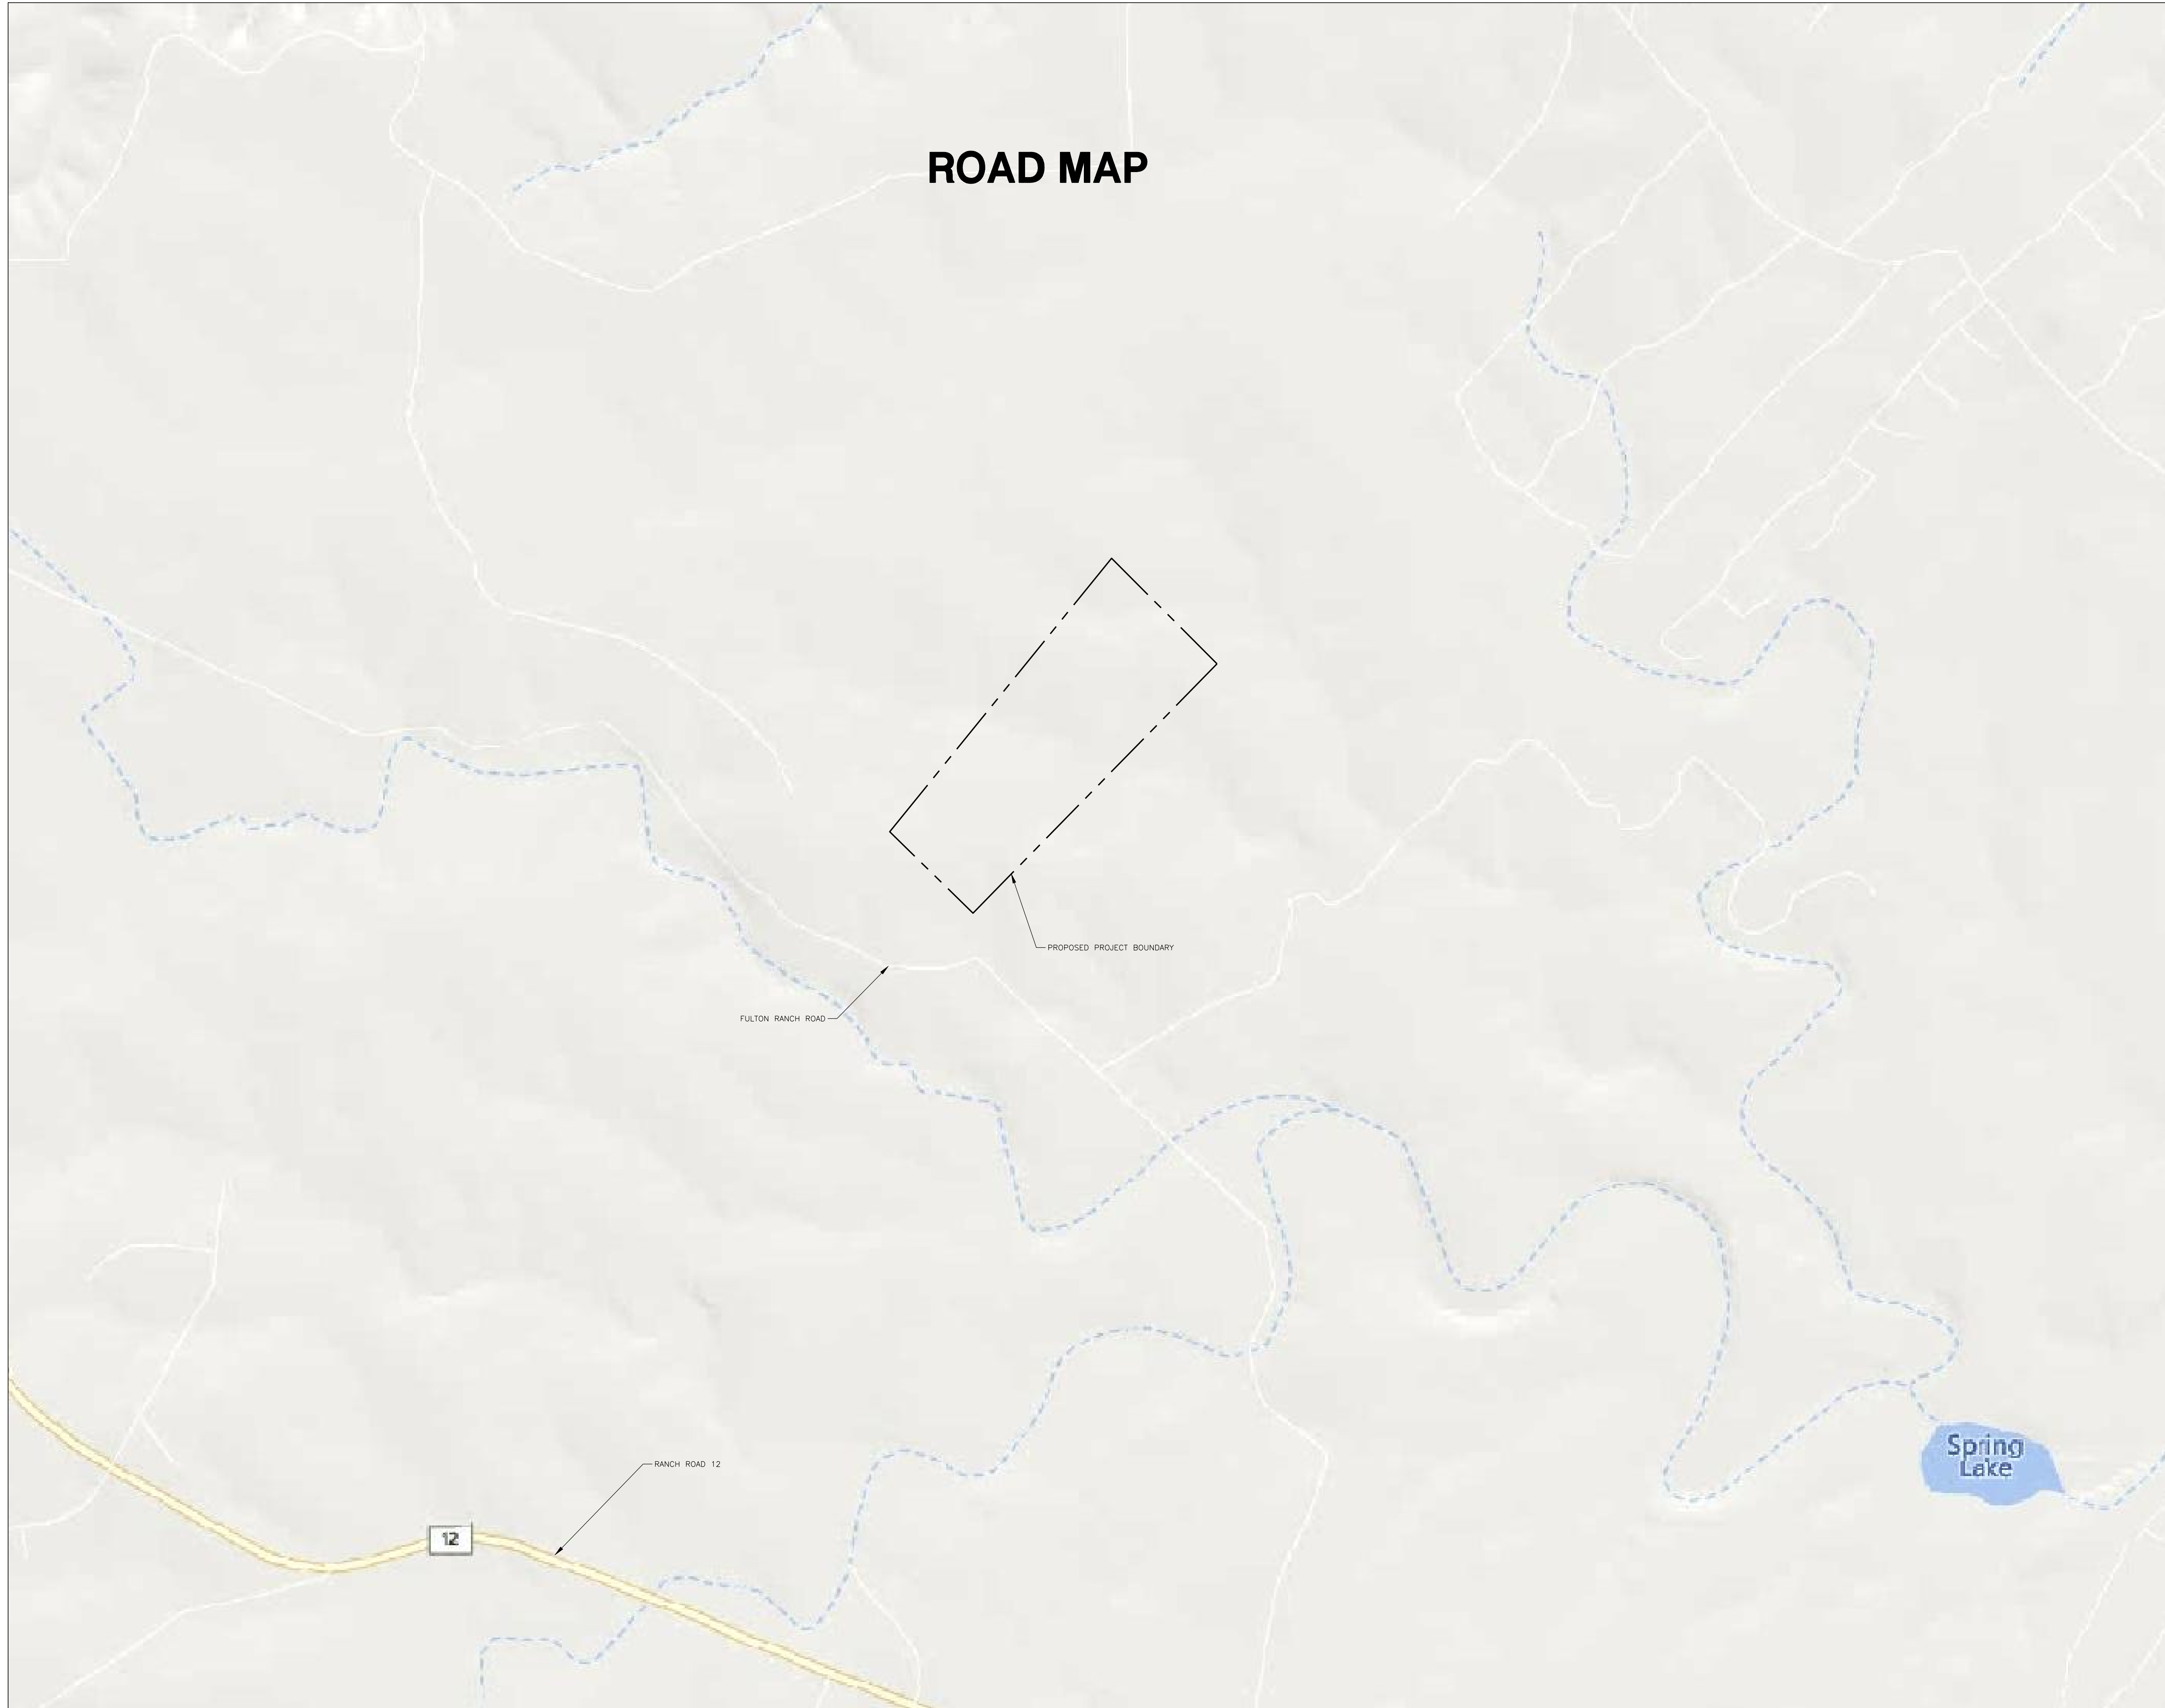 ROAD MAP
PROPOSED PROJECT BOUNDARY
FULTON RANCH ROAD
Spring
Lake
RANCH ROAD 12
12